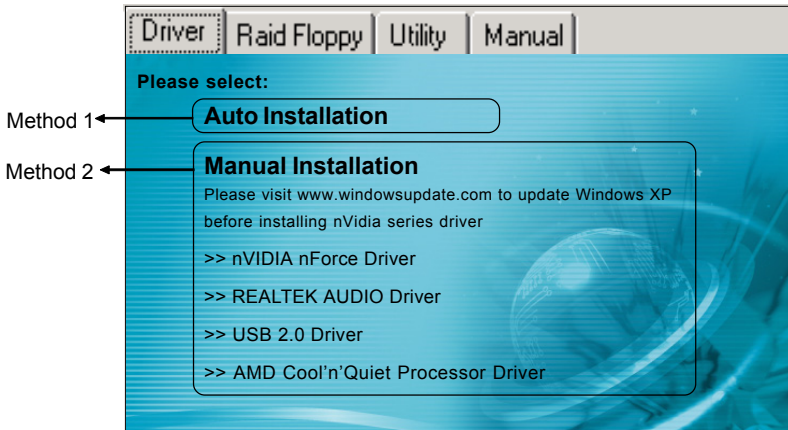 Driver Raid Floppy Utility Manual
Please select:
Method 1 Auto Installation
Method 2 Manual Installation
Please visit www.windowsupdate.com to update Windows XP
before installing nVidia series driver
>> nVIDIA nForce Driver
>> REALTEK AUDIO Driver
>> USB 2.0 Driver
>> AMD Cool’n’Quiet Processor Driver